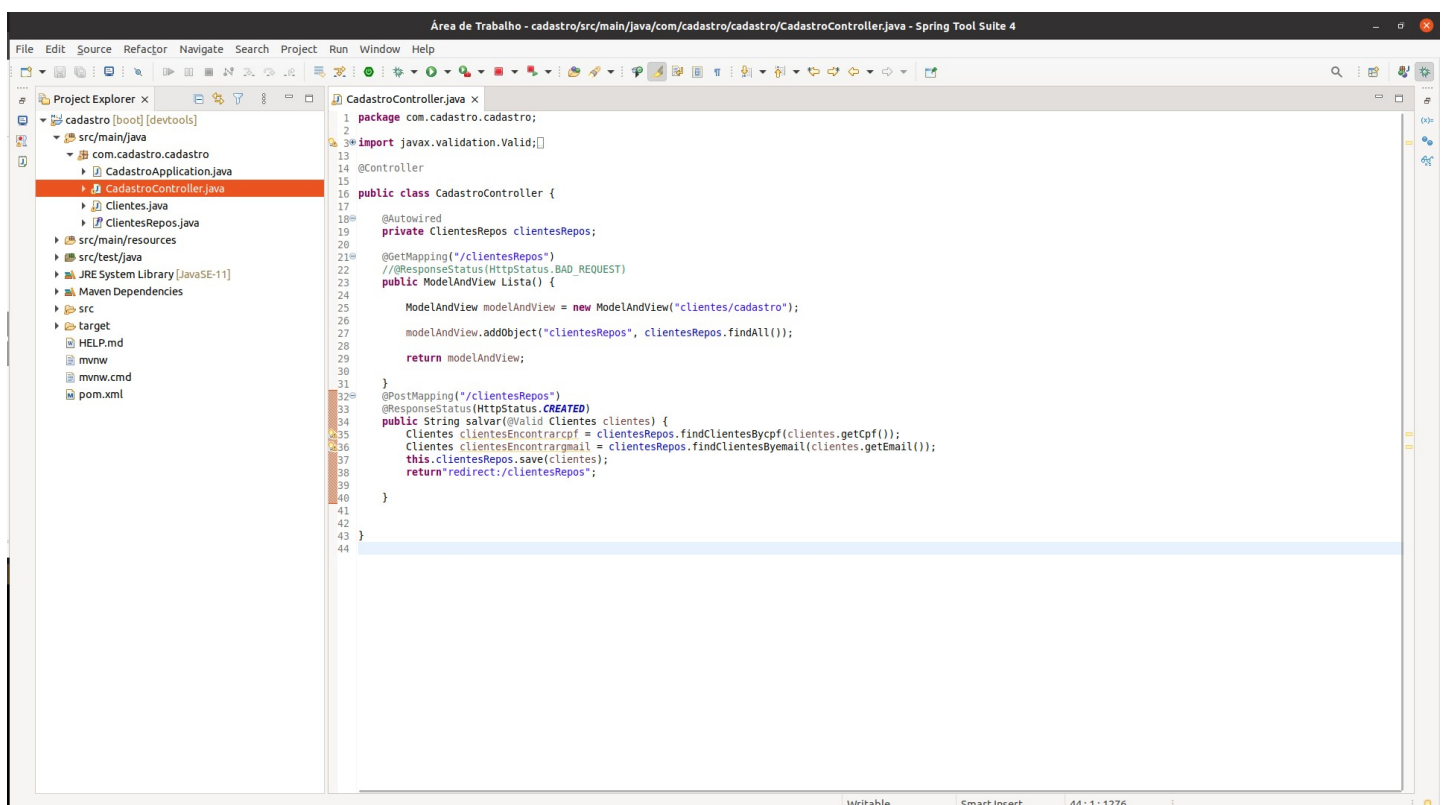 Área de Trabalho - cadastro/src/main/java/com/cadastro/cadastro/CadastroController.java - Spring Tool Suite 4
File Edit Source Refactor Navigate Search Project Run Window Help
Project Explorer
cadastro [boot] [devtools]
src/main/java
com.cadastro.cadastro
CadastroApplication.java
CadastroController.java
Clientes.java
ClientesRepos.java
src/main/resources
src/test/java
JRE System Library [JavaSE-11]
Maven Dependencies
src
target
HELP.md
mvnw
mvnw.cmd
pom.xml
CadastroController.java
1 package com.cadastro.cadastro;
2
3 import javax.validation.Valid;
13
14 @Controller
15
16 public class CadastroController {
17
18 @Autowired
19 private ClientesRepos clientesRepos;
20
21 @GetMapping("/clientesRepos")
22 //@ResponseStatus(HttpStatus.BAD_REQUEST)
23 public ModelAndView Lista() {
24
25 ModelAndView modelAndView = new ModelAndView("clientes/cadastro");
26
27 modelAndView.addObject("clientesRepos", clientesRepos.findAll());
28
29 return modelAndView;
30
31 }
32 @PostMapping("/clientesRepos")
33 @ResponseStatus(HttpStatus.CREATED)
34 public String salvar(@Valid Clientes clientes) {
35 Clientes clientesEncontrarcpf = clientesRepos.findClientesBycpf(clientes.getCpf());
36 Clientes clientesEncontrargmail = clientesRepos.findClientesByemail(clientes.getEmail());
37 this.clientesRepos.save(clientes);
38 return"redirect:/clientesRepos";
39
40 }
41
42
43 }
44
Writable Smart Insert 44 : 1 : 1276